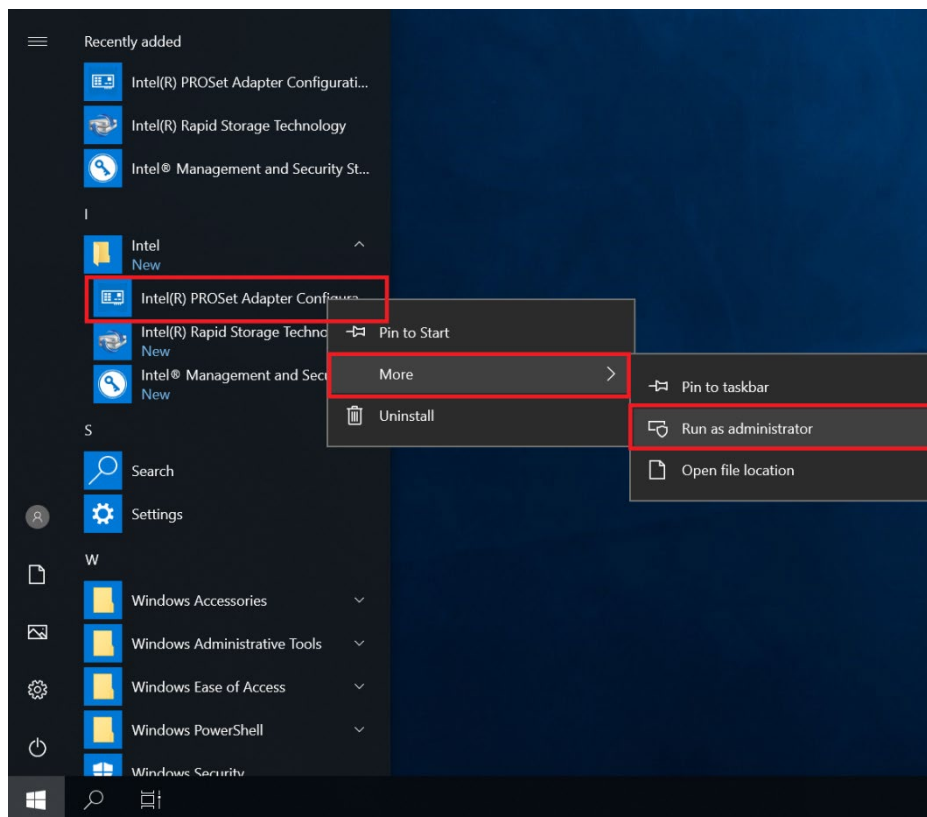 Recently added
Intel(R) PROSet Adapter Configurati...
Intel(R) Rapid Storage Technology
Intel® Management and Security St...
I
Intel
New
Intel(R) PROSet Adapter Configura...
Intel(R) Rapid Storage Techno
New
Intel® Management and Secu
New
Pin to Start
More
Uninstall
Pin to taskbar
Run as administrator
Open file location
S
Search
Settings
W
Windows Accessories
Windows Administrative Tools
Windows Ease of Access
Windows PowerShell
Windows Security